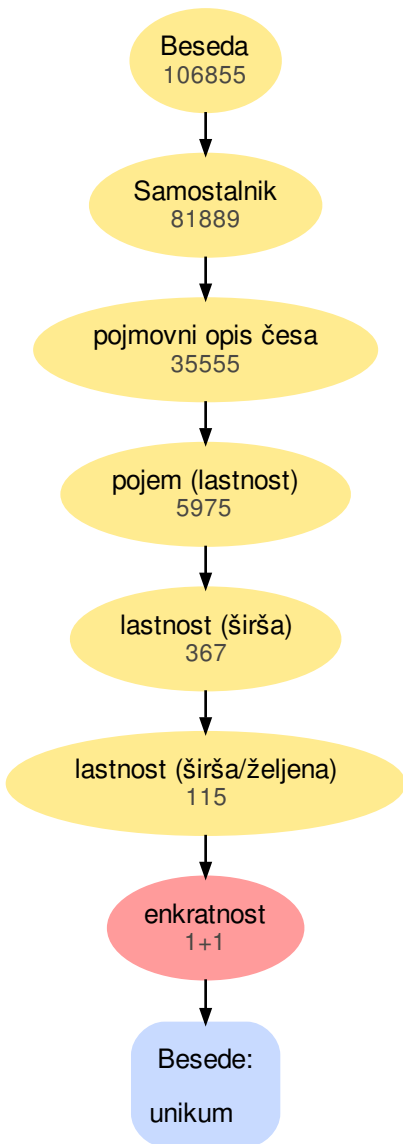 Beseda
106855
Samostalnik
81889
pojmovni opis česa
35555
pojem (lastnost)
5975
lastnost (širša)
367
lastnost (širša/željena)
115
enkratnost
1+1
Besede:
unikum